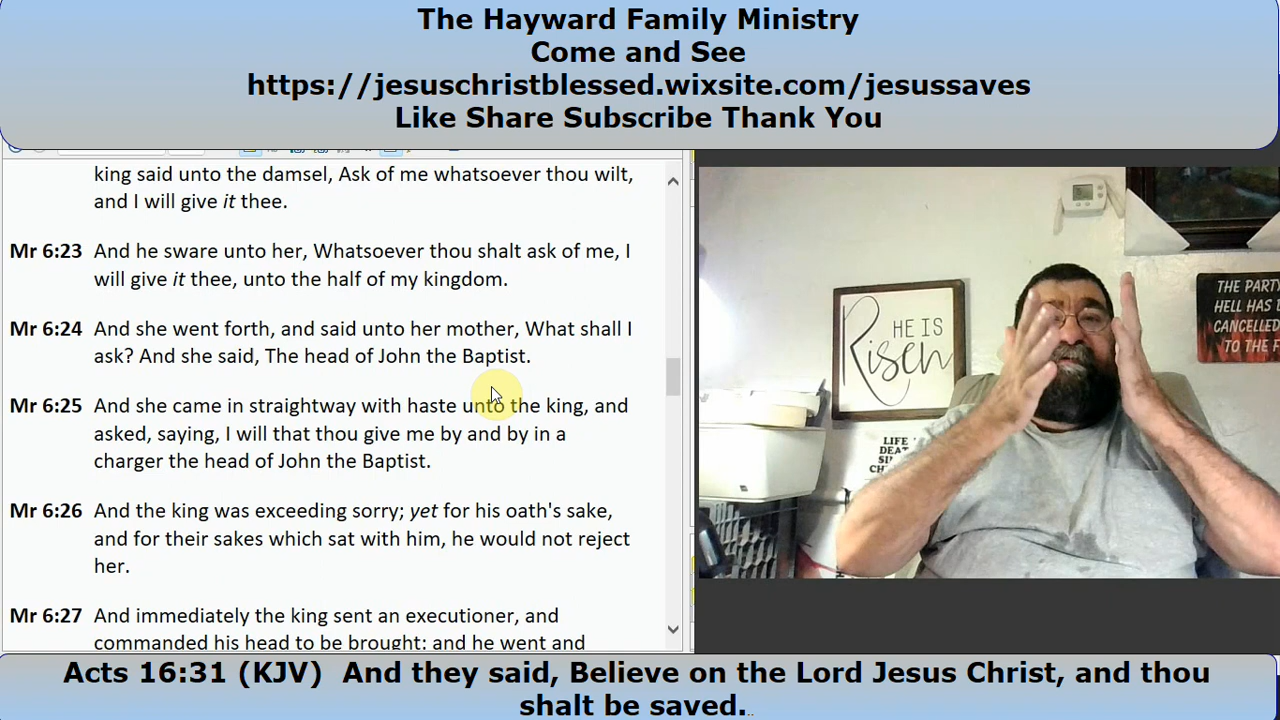 The Hayward Family Ministry
Come and See
https://jesuschristblessed.wixsite.com/jesussaves
Like Share Subscribe Thank You
king said unto the damsel, Ask of me whatsoever thou wilt,
and I will give it thee.
Mr 6:23 And he sware unto her, Whatsoever thou shalt ask of me, I
will give it thee, unto the half of my kingdom.
Mr 6:24 And she went forth, and said unto her mother, What shall I
ask? And she said, The head of John the Baptist.
Mr 6:25 And she came in straightway with haste unto the king, and
asked, saying, I will that thou give me by and by in a
charger the head of John the Baptist.
Mr 6:26 And the king was exceeding sorry; yet for his oath's sake,
and for their sakes which sat with him, he would not reject
her.
Mr 6:27 And immediately the king sent an executioner, and
commanded his head to be brought: and he went and
HE IS
Risen
THE PARTY
HELL HAS
CANCELLED
TO THE
LIFE
Acts 16:31 (KJV) And they said, Believe on the Lord Jesus Christ, and thou
shalt be saved..